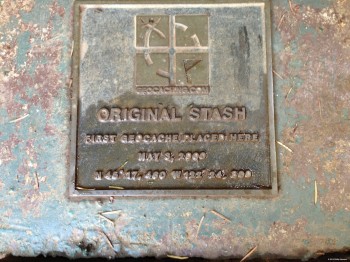 GEOCACHING.COM
ORIGINAL STASH
FIRST GEOCACHE PLACED HERE
MAY 3, 2000
N 45° 17. 460 W 122° 24. 800